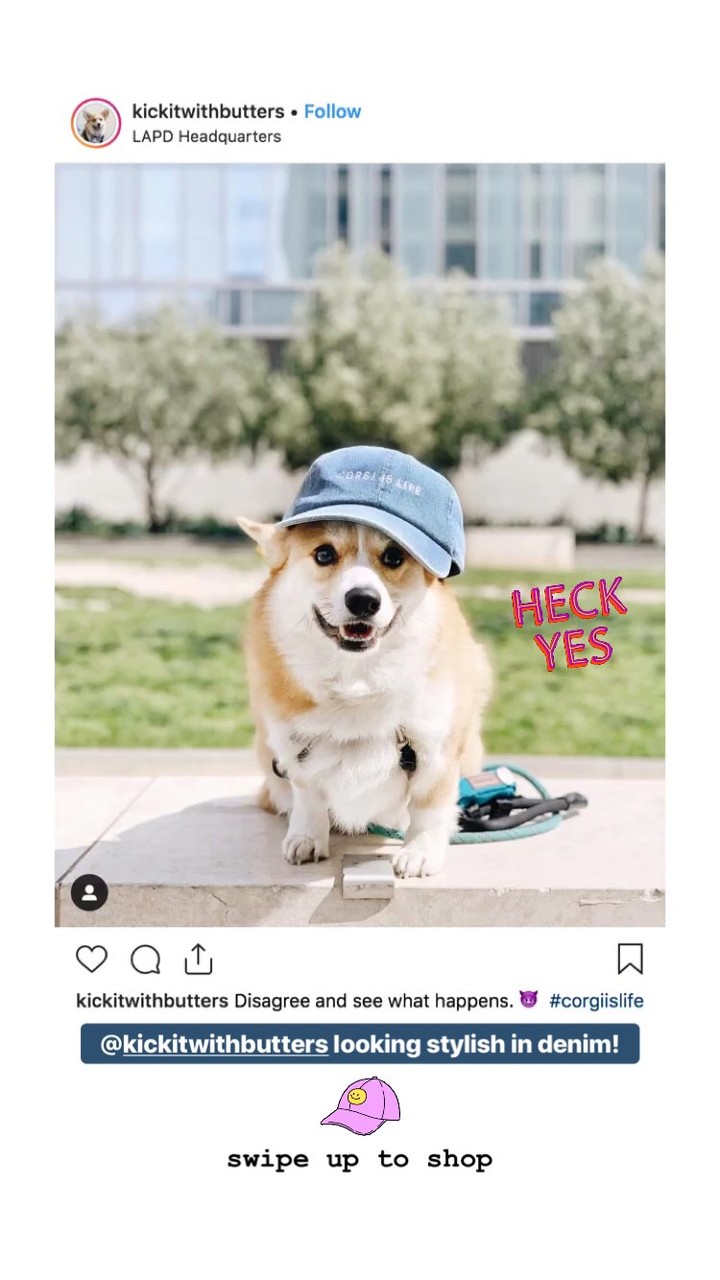 kickitwithbutters • Follow
LAPD Headquarters
CORGI IS LIFE
HECK
YES
kickitwithbutters Disagree and see what happens. 😈 #corgiislife
@kickitwithbutters looking stylish in denim!
swipe up to shop